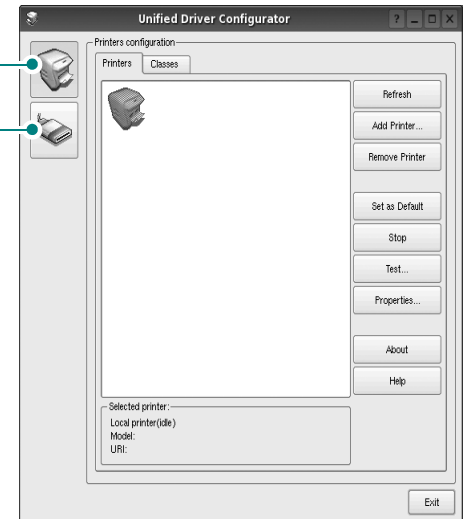 Unified Driver Configurator
Printers configuration
Printers
Classes
Refresh
Add Printer...
Remove Printer
Set as Default
Stop
Test...
Properties...
About
Help
Selected printer:
Local printer(idle)
Model:
URI:
Exit